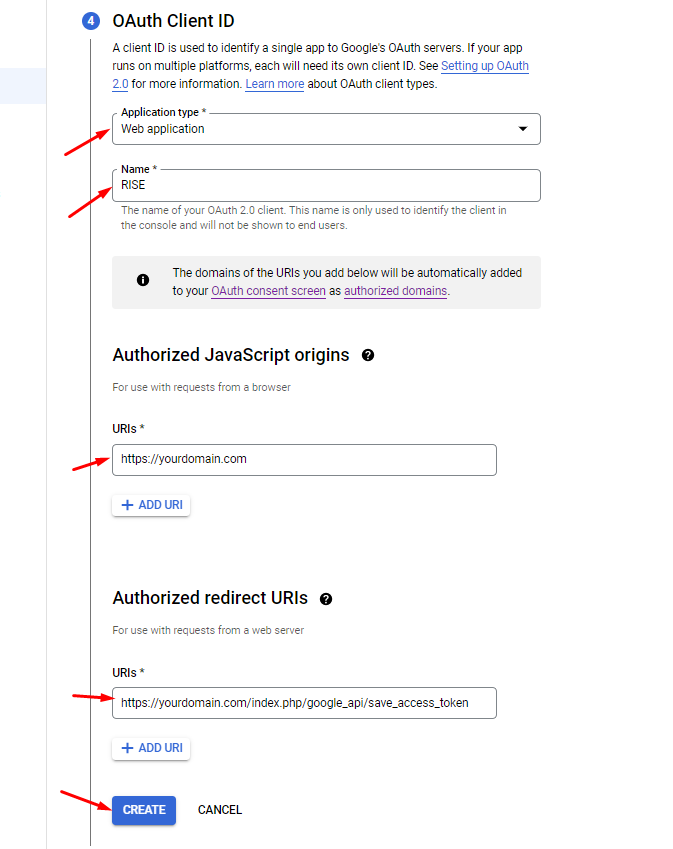 4 OAuth Client ID
A client ID is used to identify a single app to Google's OAuth servers. If your app
runs on multiple platforms, each will need its own client ID. See Setting up OAuth
2.0 for more information. Learn more about OAuth client types.
Application type *
Web application
Name *
RISE
The name of your OAuth 2.0 client. This name is only used to identify the client in
the console and will not be shown to end users.
The domains of the URIs you add below will be automatically added
to your OAuth consent screen as authorized domains.
Authorized JavaScript origins
For use with requests from a browser
URIs *
https://yourdomain.com
+ ADD URI
Authorized redirect URIs
For use with requests from a web server
URIs *
https://yourdomain.com/index.php/google_api/save_access_token
+ ADD URI
CREATE CANCEL